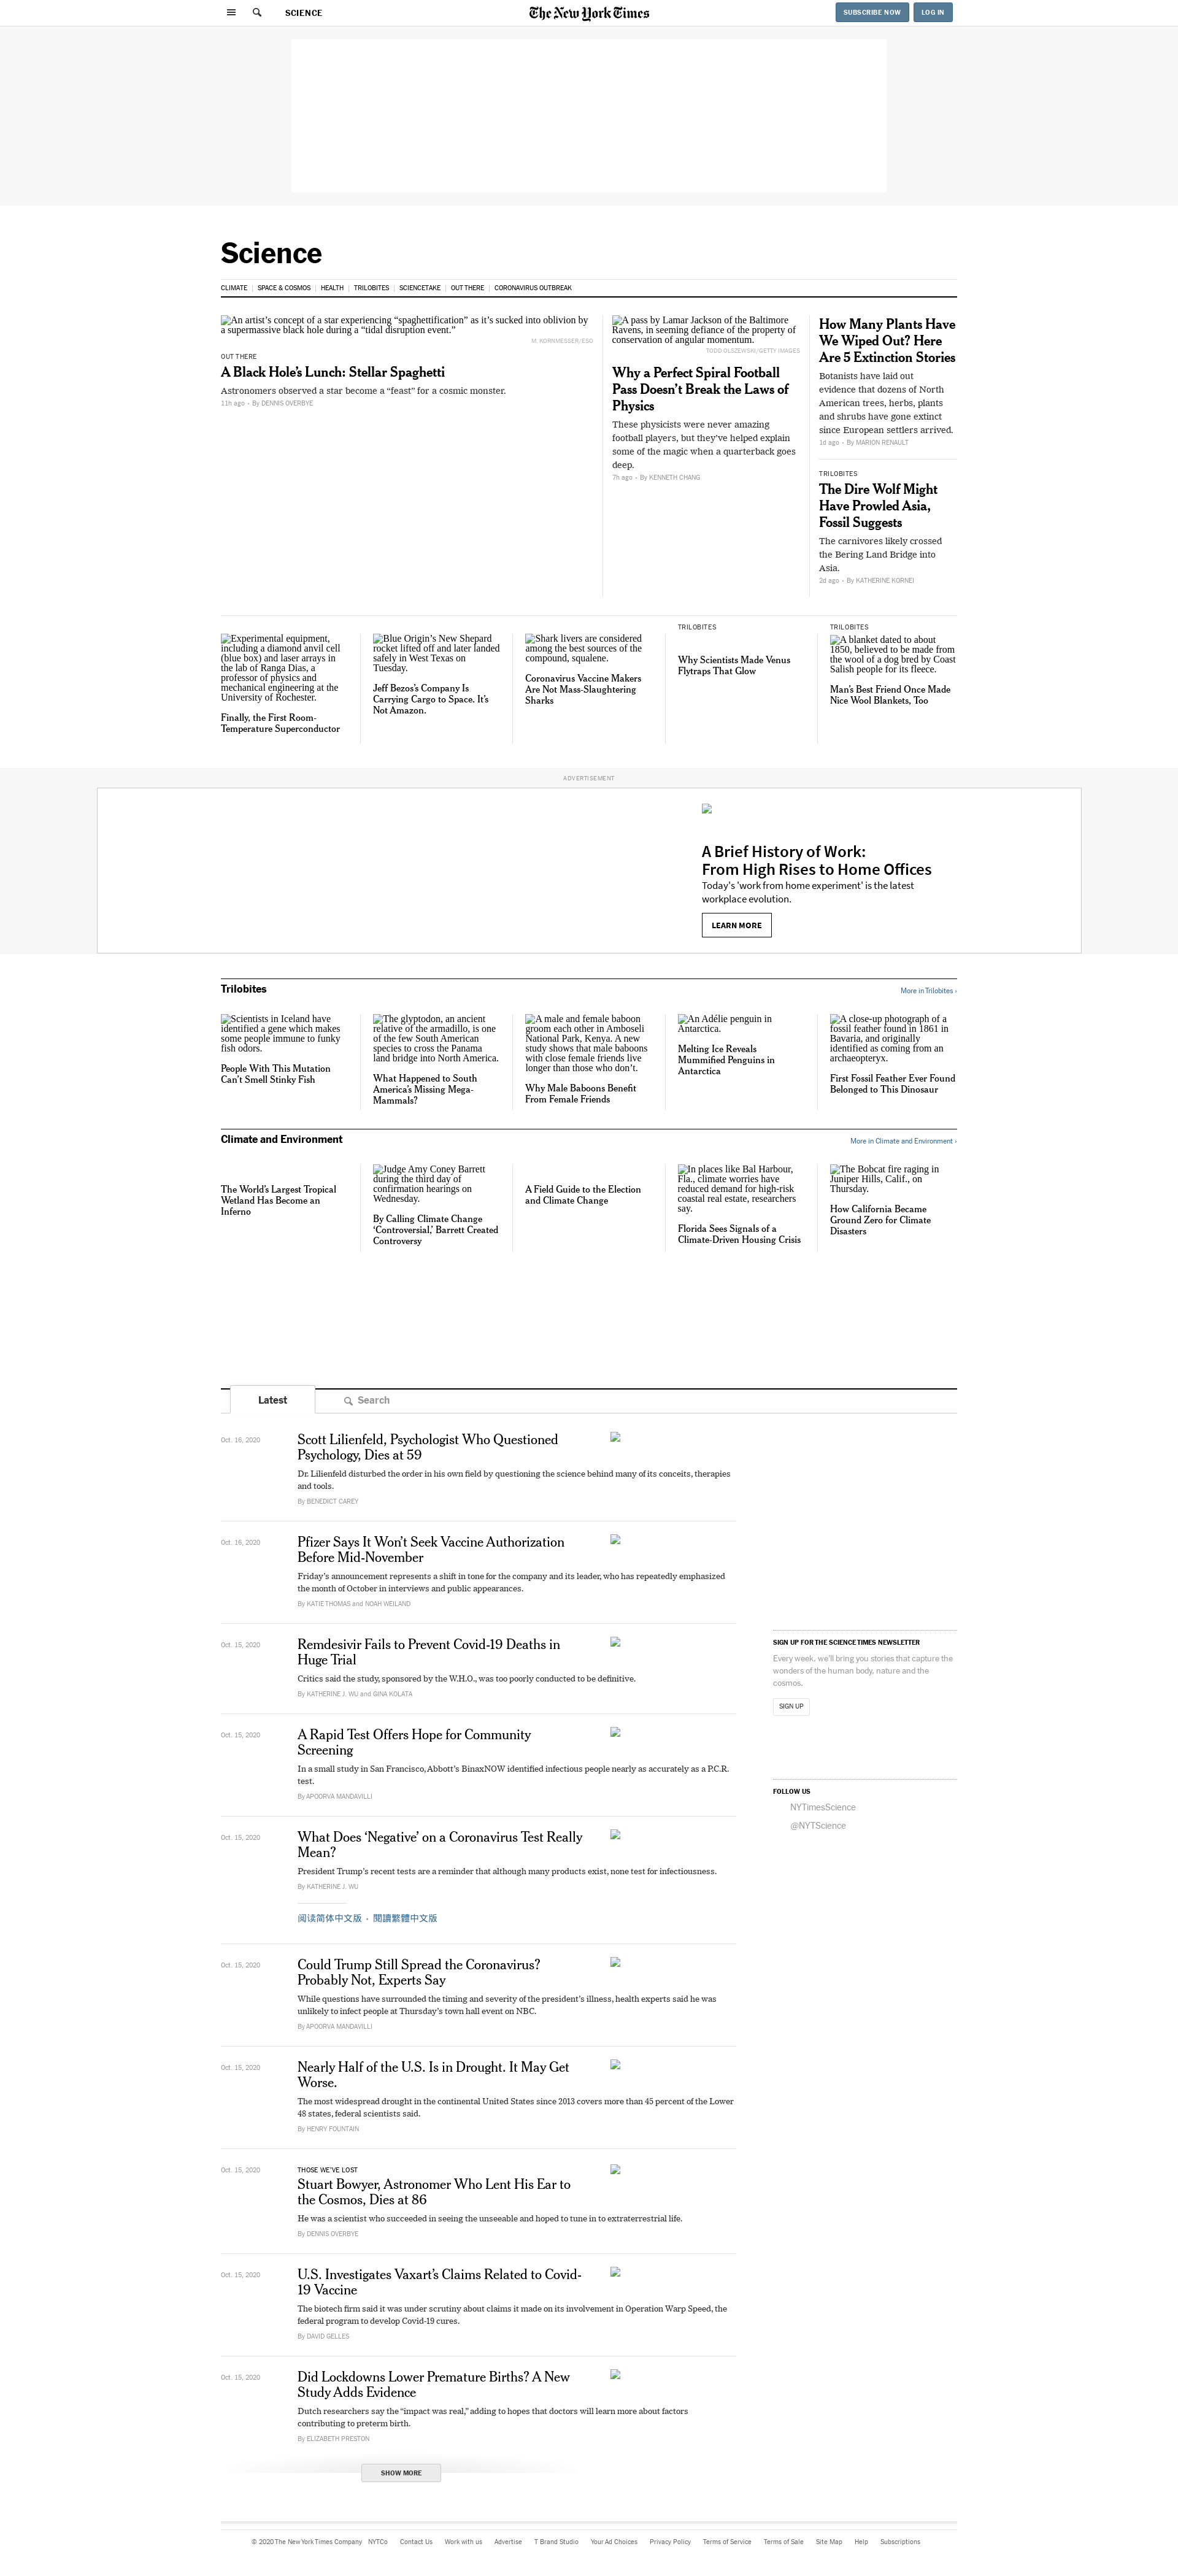 SCIENCE
The New York Times
SUBSCRIBE NOW
LOG IN
Science
CLIMATE
SPACE & COSMOS
HEALTH
TRILOBITES
SCIENCETAKE
OUT THERE
CORONAVIRUS OUTBREAK
An artist's concept of a star experiencing “spaghettification” as it’s sucked into oblivion by
a supermassive black hole during a “tidal disruption event.”
M. KORNMESSER/ESO
OUT THERE
A Black Hole’s Lunch: Stellar Spaghetti
Astronomers observed a star become a “feast” for a cosmic monster.
11h ago • By DENNIS OVERBYE
A pass by Lamar Jackson of the Baltimore
Ravens, in seeming defiance of the property of
conservation of angular momentum.
TODD OLSZEWSKI/GETTY IMAGES
Why a Perfect Spiral Football
Pass Doesn’t Break the Laws of
Physics
These physicists were never amazing
football players, but they’ve helped explain
some of the magic when a quarterback goes
deep.
7h ago • By KENNETH CHANG
How Many Plants Have
We Wiped Out? Here
Are 5 Extinction Stories
Botanists have laid out
evidence that dozens of North
American trees, herbs, plants
and shrubs have gone extinct
since European settlers arrived.
1d ago • By MARION RENAULT
TRILOBITES
The Dire Wolf Might
Have Prowled Asia,
Fossil Suggests
The carnivores likely crossed
the Bering Land Bridge into
Asia.
2d ago • By KATHERINE KORNEI
Experimental equipment,
including a diamond anvil cell
(blue box) and laser arrays in
the lab of Ranga Dias, a
professor of physics and
mechanical engineering at the
University of Rochester.
Finally, the First Room-
Temperature Superconductor
Blue Origin’s New Shepard
rocket lifted off and later landed
safely in West Texas on
Tuesday.
Jeff Bezos’s Company Is
Carrying Cargo to Space. It’s
Not Amazon.
Shark livers are considered
among the best sources of the
compound, squalene.
Coronavirus Vaccine Makers
Are Not Mass-Slaughtering
Sharks
TRILOBITES
Why Scientists Made Venus
Flytraps That Glow
TRILOBITES
A blanket dated to about
1850, believed to be made from
the wool of a dog bred by Coast
Salish people for its fleece.
Man’s Best Friend Once Made
Nice Wool Blankets, Too
ADVERTISEMENT
A Brief History of Work:
From High Rises to Home Offices
Today's 'work from home experiment' is the latest
workplace evolution.
LEARN MORE
Trilobites
More in Trilobites ›
Scientists in Iceland have
identified a gene which makes
some people immune to funky
fish odors.
People With This Mutation
Can’t Smell Stinky Fish
The glyptodon, an ancient
relative of the armadillo, is one
of the few South American
species to cross the Panama
land bridge into North America.
What Happened to South
America’s Missing Mega-
Mammals?
A male and female baboon
groom each other in Amboseli
National Park, Kenya. A new
study shows that male baboons
with close female friends live
longer than those who don’t.
Why Male Baboons Benefit
From Female Friends
An Adélie penguin in
Antarctica.
Melting Ice Reveals
Mummified Penguins in
Antarctica
A close-up photograph of a
fossil feather found in 1861 in
Bavaria, and originally
identified as coming from an
archaeopteryx.
First Fossil Feather Ever Found
Belonged to This Dinosaur
Climate and Environment
More in Climate and Environment ›
The World’s Largest Tropical
Wetland Has Become an
Inferno
Judge Amy Coney Barrett
during the third day of
confirmation hearings on
Wednesday.
By Calling Climate Change
‘Controversial,’ Barrett Created
Controversy
A Field Guide to the Election
and Climate Change
In places like Bal Harbour,
Fla., climate worries have
reduced demand for high-risk
coastal real estate, researchers
say.
Florida Sees Signals of a
Climate-Driven Housing Crisis
The Bobcat fire raging in
Juniper Hills, Calif., on
Thursday.
How California Became
Ground Zero for Climate
Disasters
Latest
Search
Oct. 16, 2020
Scott Lilienfeld, Psychologist Who Questioned
Psychology, Dies at 59
Dr. Lilienfeld disturbed the order in his own field by questioning the science behind many of its conceits, therapies
and tools.
By BENEDICT CAREY
Oct. 16, 2020
Pfizer Says It Won’t Seek Vaccine Authorization
Before Mid-November
Friday’s announcement represents a shift in tone for the company and its leader, who has repeatedly emphasized
the month of October in interviews and public appearances.
By KATIE THOMAS and NOAH WEILAND
Oct. 15, 2020
Remdesivir Fails to Prevent Covid-19 Deaths in
Huge Trial
Critics said the study, sponsored by the W.H.O., was too poorly conducted to be definitive.
By KATHERINE J. WU and GINA KOLATA
SIGN UP FOR THE SCIENCE TIMES NEWSLETTER
Every week, we’ll bring you stories that capture the
wonders of the human body, nature and the
cosmos.
SIGN UP
Oct. 15, 2020
A Rapid Test Offers Hope for Community
Screening
In a small study in San Francisco, Abbott’s BinaxNOW identified infectious people nearly as accurately as a P.C.R.
test.
By APOORVA MANDAVILLI
FOLLOW US
NYTimesScience
@NYTScience
Oct. 15, 2020
What Does ‘Negative’ on a Coronavirus Test Really
Mean?
President Trump’s recent tests are a reminder that although many products exist, none test for infectiousness.
By KATHERINE J. WU
阅读简体中文版 • 閱讀繁體中文版
Oct. 15, 2020
Could Trump Still Spread the Coronavirus?
Probably Not, Experts Say
While questions have surrounded the timing and severity of the president’s illness, health experts said he was
unlikely to infect people at Thursday’s town hall event on NBC.
By APOORVA MANDAVILLI
Oct. 15, 2020
Nearly Half of the U.S. Is in Drought. It May Get
Worse.
The most widespread drought in the continental United States since 2013 covers more than 45 percent of the Lower
48 states, federal scientists said.
By HENRY FOUNTAIN
Oct. 15, 2020
THOSE WE’VE LOST
Stuart Bowyer, Astronomer Who Lent His Ear to
the Cosmos, Dies at 86
He was a scientist who succeeded in seeing the unseeable and hoped to tune in to extraterrestrial life.
By DENNIS OVERBYE
Oct. 15, 2020
U.S. Investigates Vaxart’s Claims Related to Covid-
19 Vaccine
The biotech firm said it was under scrutiny about claims it made on its involvement in Operation Warp Speed, the
federal program to develop Covid-19 cures.
By DAVID GELLES
Oct. 15, 2020
Did Lockdowns Lower Premature Births? A New
Study Adds Evidence
Dutch researchers say the “impact was real,” adding to hopes that doctors will learn more about factors
contributing to preterm birth.
By ELIZABETH PRESTON
SHOW MORE
© 2020 The New York Times Company
NYTCo
Contact Us
Work with us
Advertise
T Brand Studio
Your Ad Choices
Privacy Policy
Terms of Service
Terms of Sale
Site Map
Help
Subscriptions